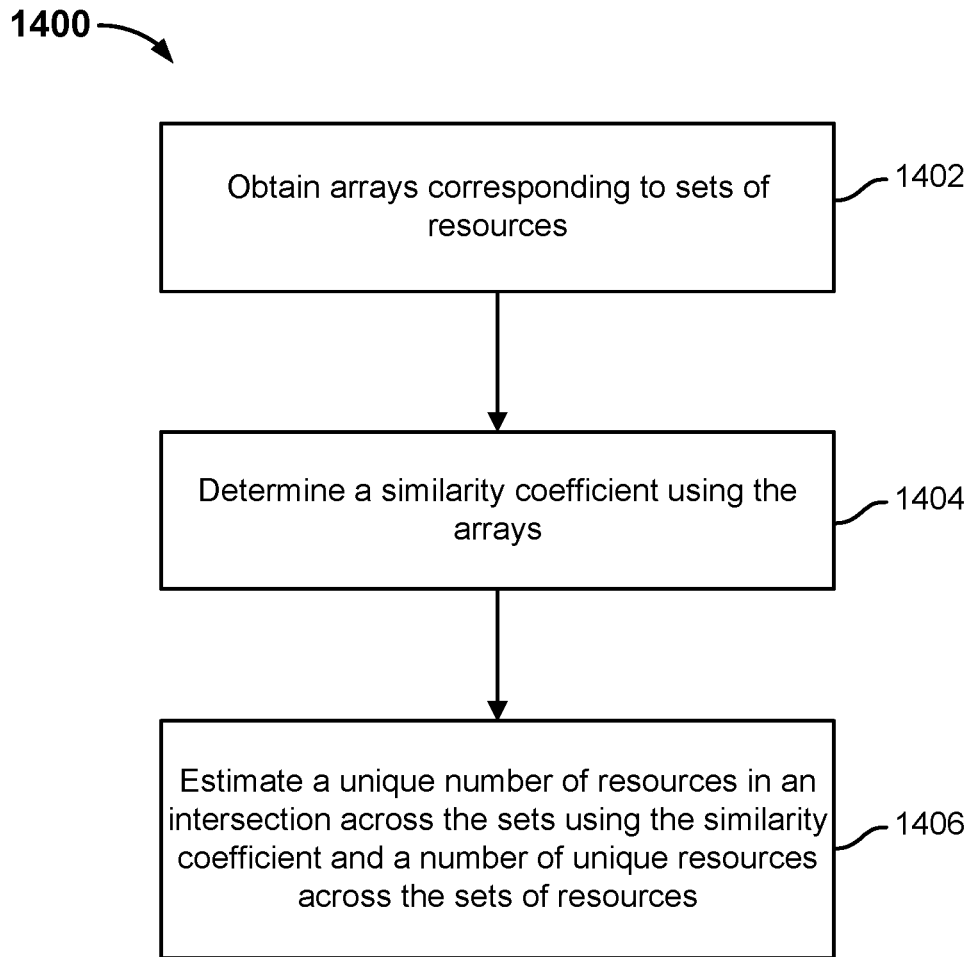 1400
Obtain arrays corresponding to sets of
resources
1402
Determine a similarity coefficient using the
arrays
1404
Estimate a unique number of resources in an
intersection across the sets using the similarity
coefficient and a number of unique resources
across the sets of resources
1406